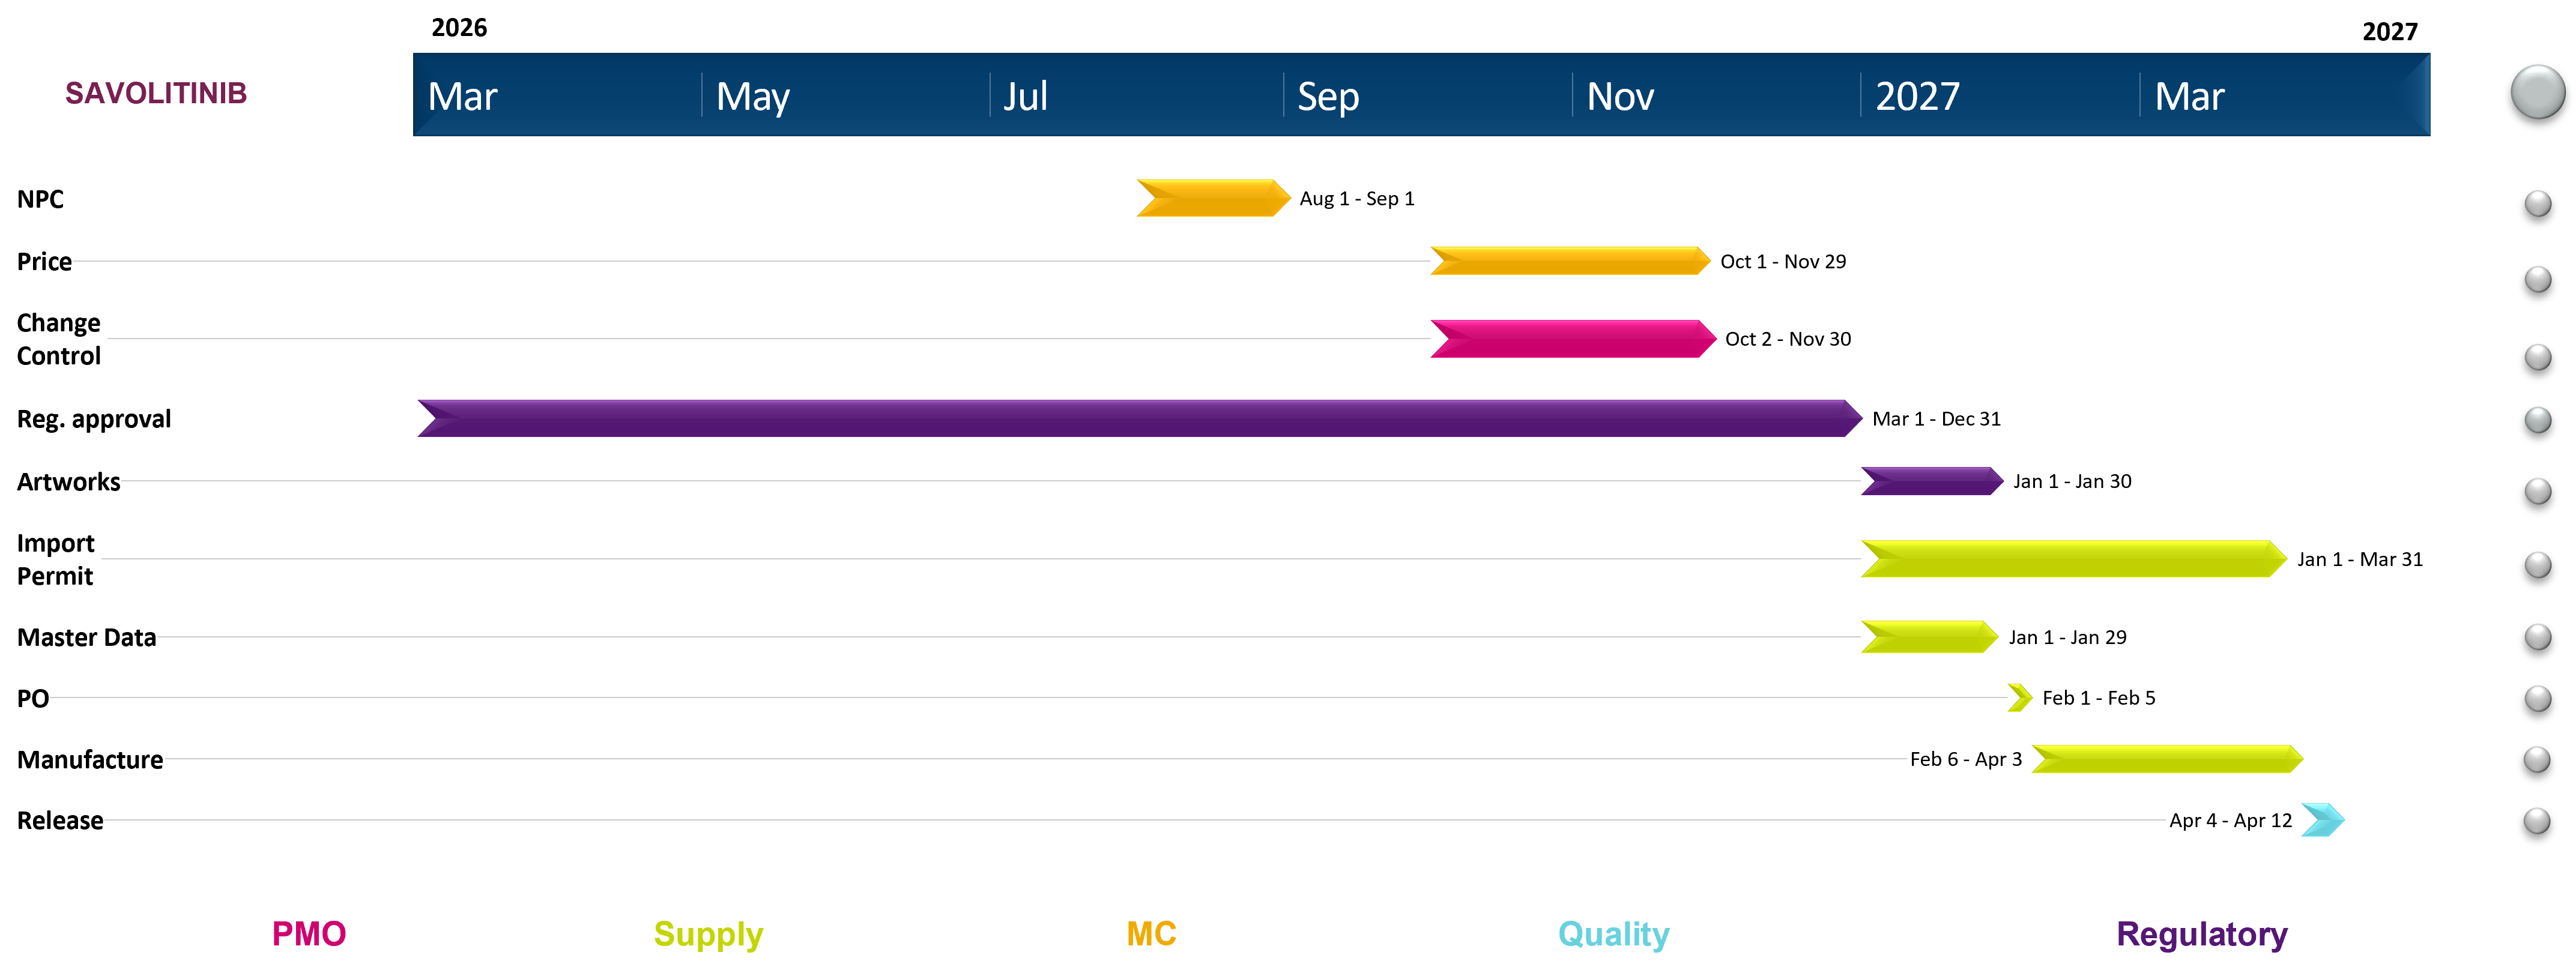 2026
2027
SAVOLITINIB
Mar May Jul Sep Nov 2027 Mar
NPC
Aug 1 - Sep 1
Price
Oct 1 - Nov 29
Change
Control
Oct 2 - Nov 30
Reg. approval
Mar 1 - Dec 31
Artworks
Jan 1 - Jan 30
Import
Permit
Jan 1 - Mar 31
Master Data
Jan 1 - Jan 29
PO
Feb 1 - Feb 5
Manufacture
Feb 6 - Apr 3
Release
Apr 4 - Apr 12
PMO Supply MC Quality Regulatory